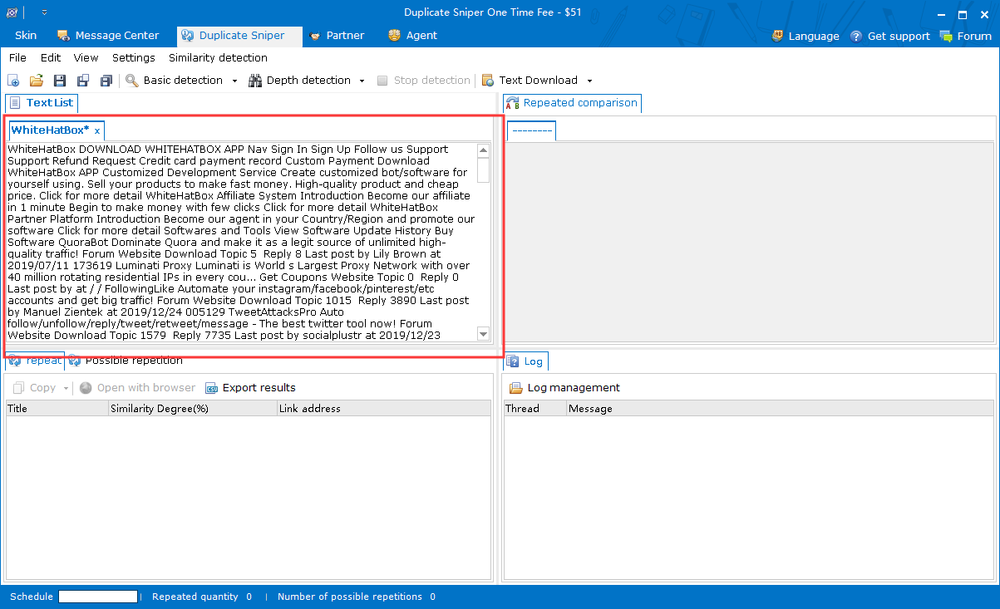 Duplicate Sniper One Time Fee - $51
Skin Message Center Duplicate Sniper Partner Agent Language Get support Forum
File Edit View Settings Similarity detection
Basic detection Depth detection Stop detection Text Download
Text List
Repeated comparison
WhiteHatBox* x
--------
WhiteHatBox DOWNLOAD WHITEHATBOX APP Nav Sign In Sign Up Follow us Support
Support Refund Request Credit card payment record Custom Payment Download
WhiteHatBox APP Customized Development Service Create customized bot/software for
yourself using. Sell your products to make fast money. High-quality product and cheap
price. Click for more detail WhiteHatBox Affiliate System Introduction Become our affiliate
in 1 minute Begin to make money with few clicks Click for more detail WhiteHatBox
Partner Platform Introduction Become our agent in your Country/Region and promote our
software Click for more detail Softwares and Tools View Software Update History Buy
Software QuoraBot Dominate Quora and make it as a legit source of unlimited high-
quality traffic! Forum Website Download Topic 5 Reply 8 Last post by Lily Brown at
2019/07/11 173619 Luminati Proxy Luminati is World s Largest Proxy Network with over
40 million rotating residential IPs in every cou... Get Coupons Website Topic 0 Reply 0
Last post by at / / FollowingLike Automate your instagram/facebook/pinterest/etc
accounts and get big traffic! Forum Website Download Topic 1015 Reply 3890 Last post
by Manuel Zientek at 2019/12/24 005129 TweetAttacksPro Auto
follow/unfollow/reply/tweet/retweet/message - The best twitter tool now! Forum
Website Download Topic 1579 Reply 7735 Last post by socialplustr at 2019/12/23
repeat Possible repetition
Log
Copy Open with browser Export results
Log management
Title Similarity Degree(%) Link address
Thread Message
Schedule | Repeated quantity 0 | Number of possible repetitions 0